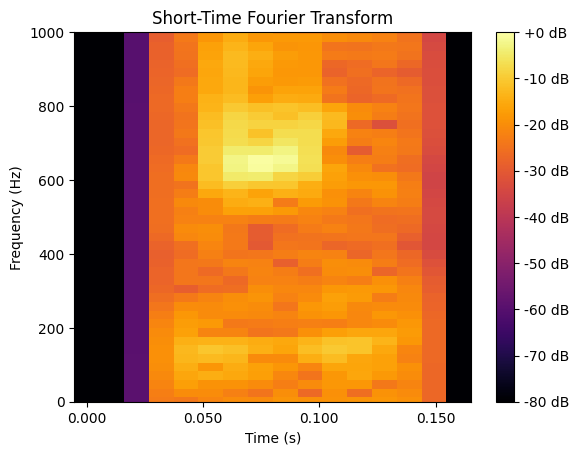 Short-Time Fourier Transform
1000
800
600
400
200
0
Frequency (Hz)
0.000
0.050
0.100
0.150
Time (s)
+0 dB
-10 dB
-20 dB
-30 dB
-40 dB
-50 dB
-60 dB
-70 dB
-80 dB